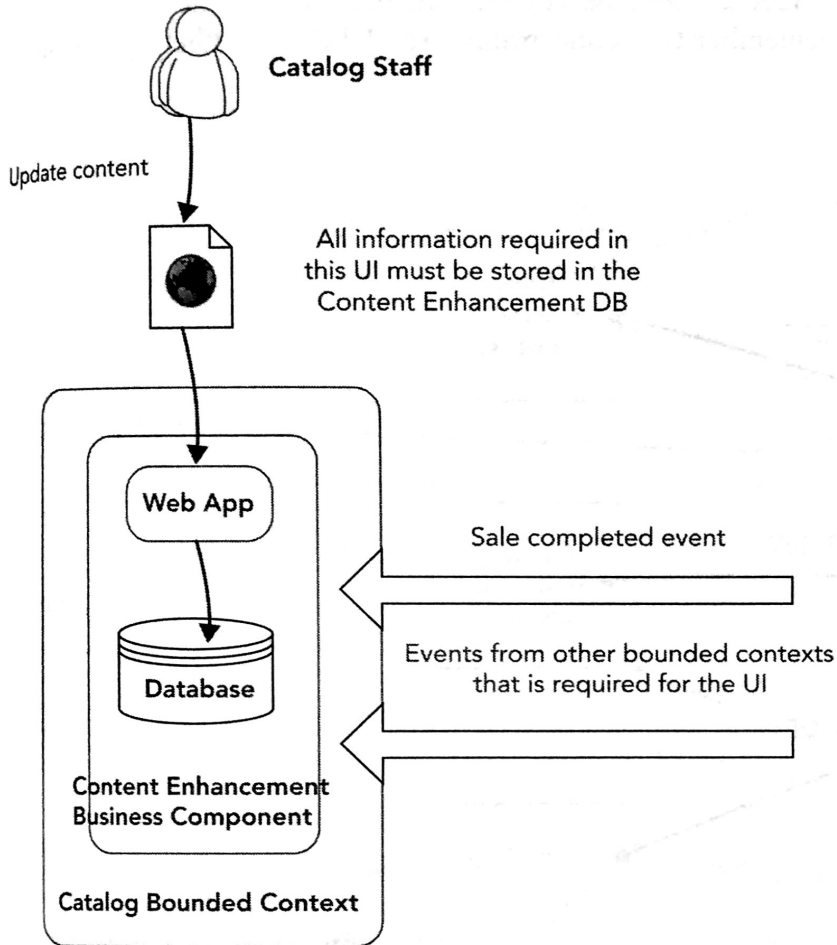 Catalog Staff
Update content
All information required in
this UI must be stored in the
Content Enhancement DB
Web App
Sale completed event
Events from other bounded contexts
that is required for the UI
Database
Content Enhancement
Business Component
Catalog Bounded Context